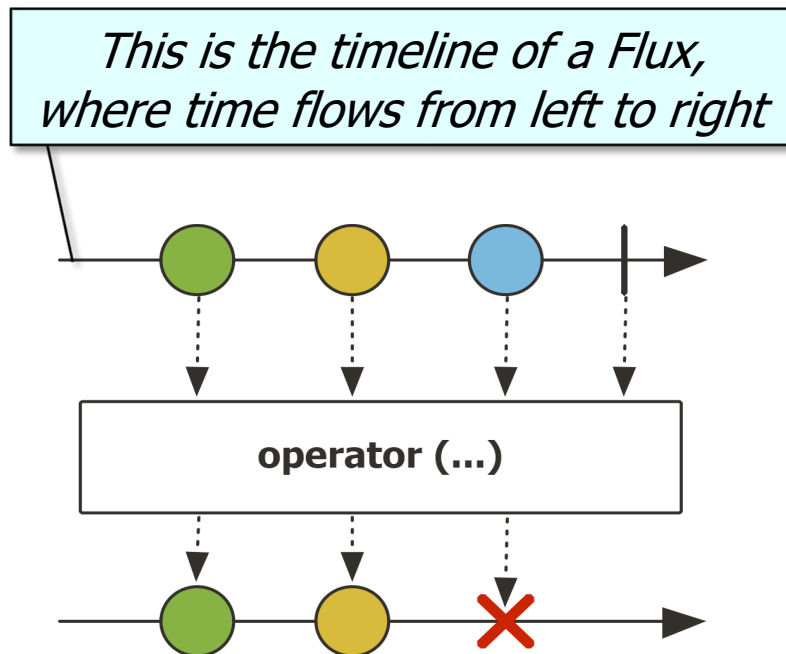 This is the timeline of a Flux,
where time flows from left to right
operator (...)